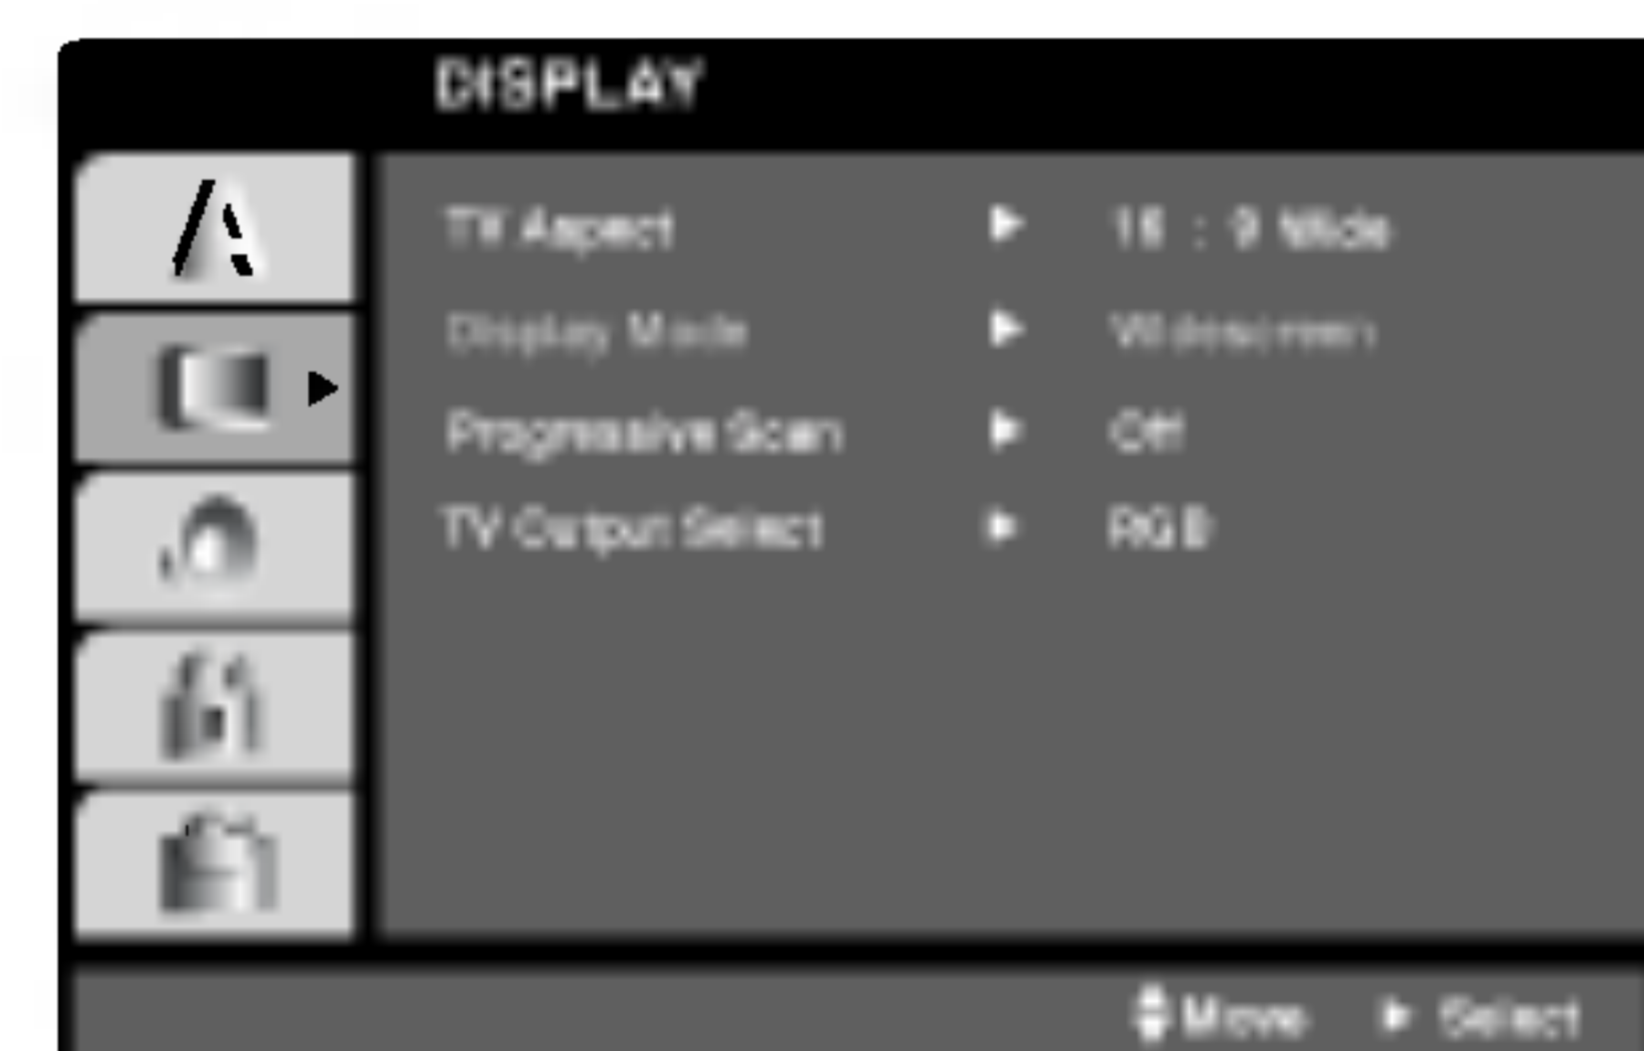 DISPLAY
TV Aspect ▶ 16 : 9 Wide
Display Mode ▶ Widescreen
Progressive Scan ▶ Off
TV Output Select ▶ RGB
Move ▶ Select